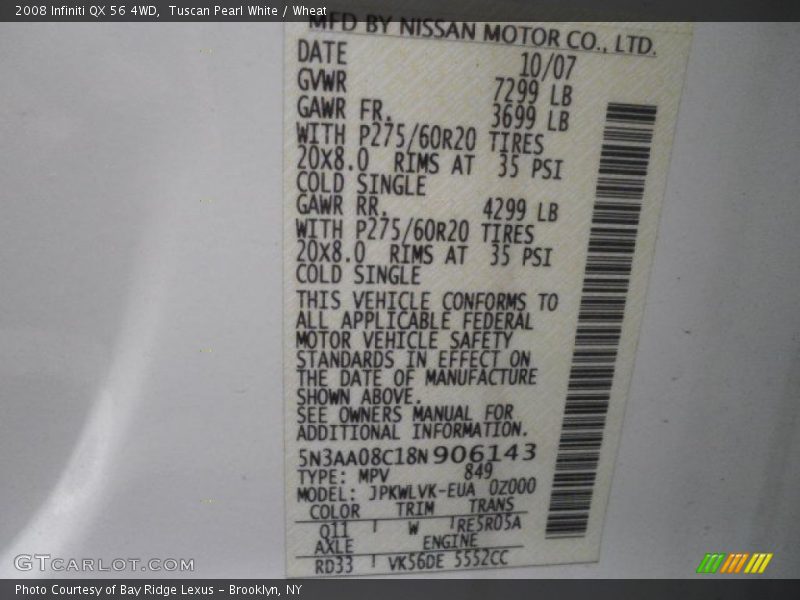 2008 Infiniti QX 56 4WD, Tuscan Pearl White / Wheat
MFD BY NISSAN MOTOR CO., LTD.
DATE 10/07
GVWR 7299 LB
GAWR FR. 3699 LB
WITH P275/60R20 TIRES
20X8.0 RIMS AT 35 PSI
COLD SINGLE
GAWR RR. 4299 LB
WITH P275/60R20 TIRES
20X8.0 RIMS AT 35 PSI
COLD SINGLE
THIS VEHICLE CONFORMS TO
ALL APPLICABLE FEDERAL
MOTOR VEHICLE SAFETY
STANDARDS IN EFFECT ON
THE DATE OF MANUFACTURE
SHOWN ABOVE.
SEE OWNERS MANUAL FOR
ADDITIONAL INFORMATION.
5N3AA08C18N906143
TYPE: MPV 849
MODEL: JPKWLVK-EUA 0Z000
COLOR TRIM TRANS
Q11 W RE5R05A
AXLE ENGINE
RD33 VK56DE 5552CC
GTCARLOT.COM
Photo Courtesy of Bay Ridge Lexus - Brooklyn, NY